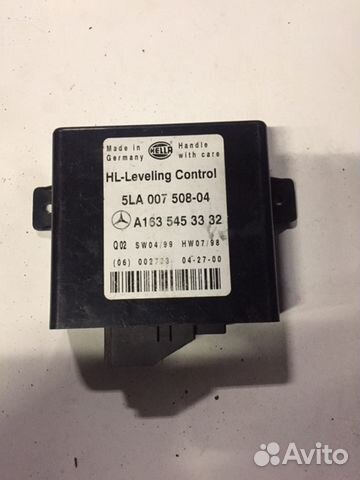 Made in Germany
HELLA
Handle with care
HL-Leveling Control
5LA 007 508-04
A163 545 33 32
Q02 SW04/99 HW07/98
(06) 002723 04-27-00
Avito